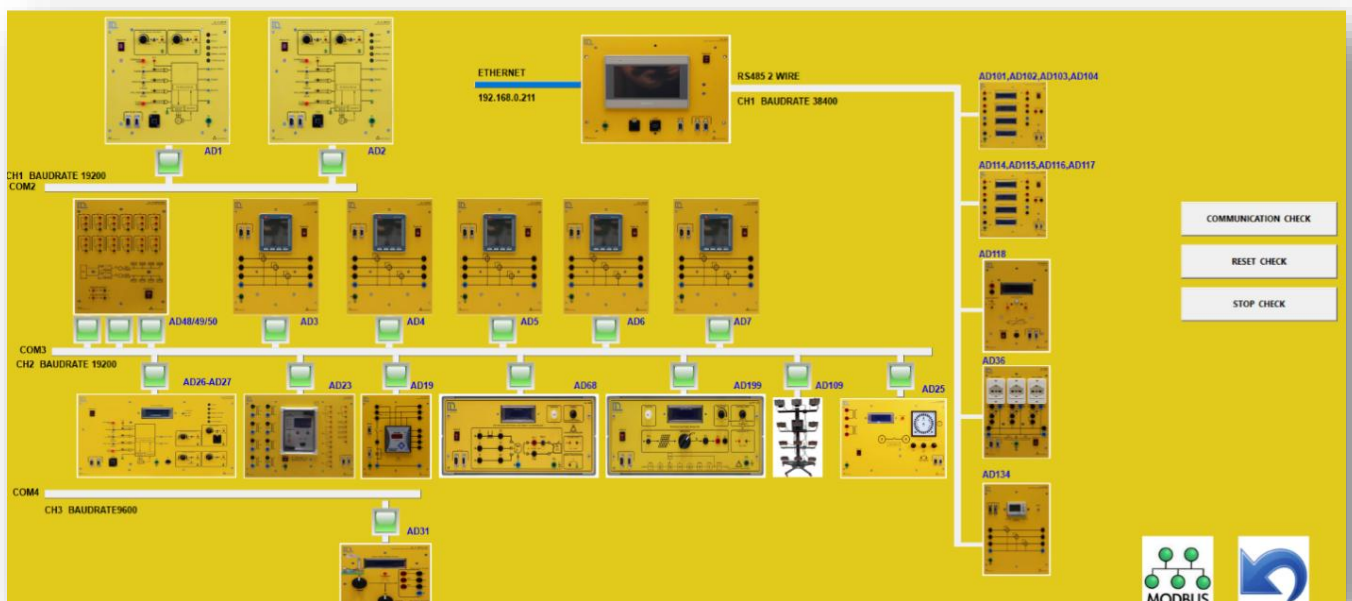 ETHERNET
192.168.0.211
RS485 2 WIRE
CH1 BAUDRATE 38400
AD101,AD102,AD103,AD104
AD1
AD2
CH1 BAUDRATE 19200
COM2
AD114,AD115,AD116,AD117
COMMUNICATION CHECK
RESET CHECK
STOP CHECK
AD118
AD48/49/50
AD3
AD4
AD5
AD6
AD7
COM3
CH2 BAUDRATE 19200
AD36
AD26-AD27
AD23
AD19
AD68
AD199
AD109
AD25
AD134
COM4
CH3 BAUDRATE9600
AD31
MODBUS